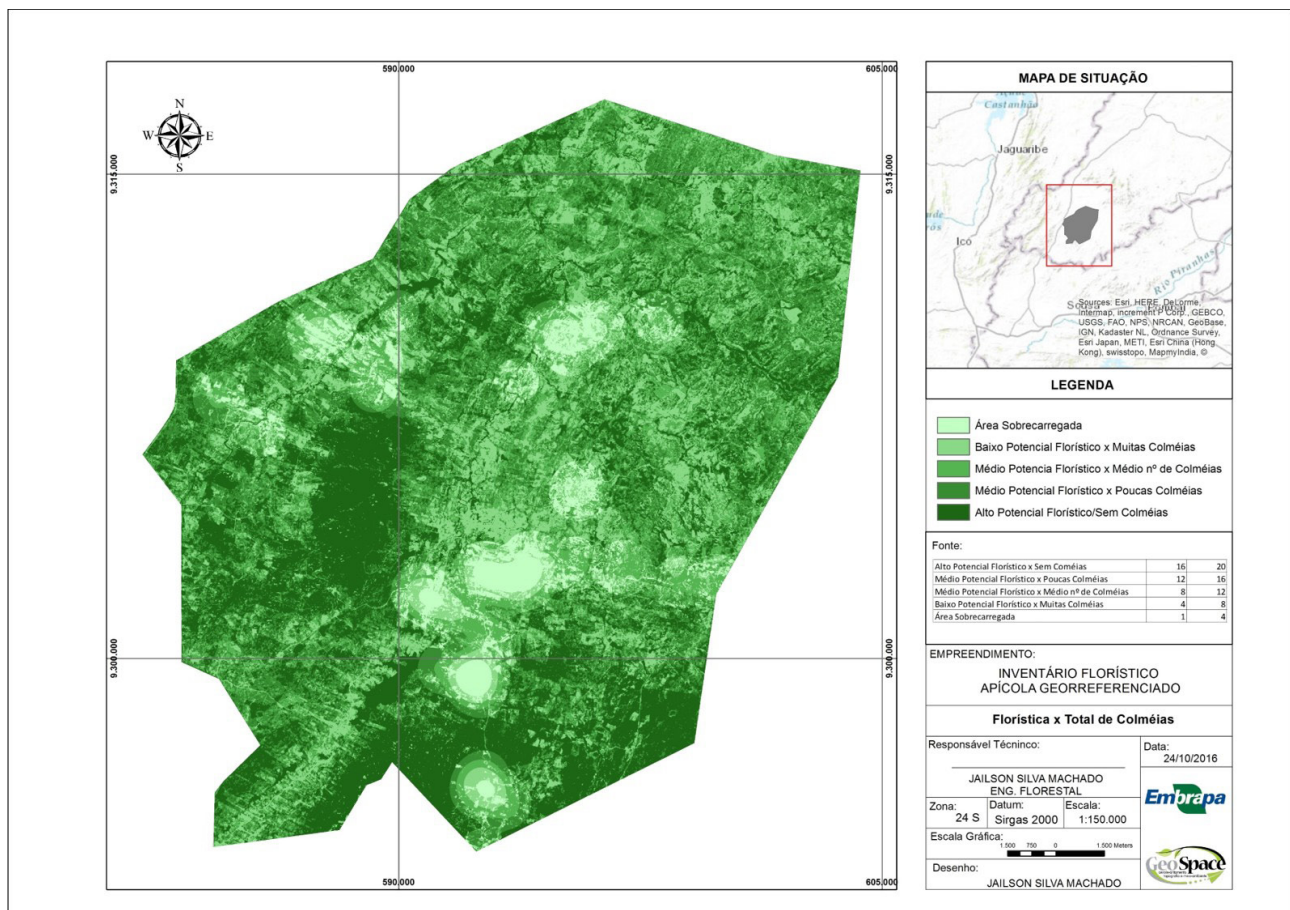 590.000
605.000
N
W
E
S
9.315.000
9.315.000
9.300.000
9.300.000
590.000
605.000
MAPA DE SITUAÇÃO
Castanhão
Jaguaribe
Icó
Rio Piranhas
Sources: Esri, HERE, DeLorme,
Intermap, increment P Corp., GEBCO,
USGS, FAO, NPS, NRCAN, GeoBase,
IGN, Kadaster NL, Ordnance Survey,
Esri Japan, METI, Esri China (Hong
Kong), swisstopo, MapmyIndia, ©
LEGENDA
Área Sobrecarregada
Baixo Potencial Florístico x Muitas Colméias
Médio Potencia Florístico x Médio nº de Colméias
Médio Potencial Florístico x Poucas Colméias
Alto Potencial Florístico/Sem Colméias
Fonte:
Alto Potencial Florístico x Sem Coméias 16 20
Médio Potencial Florístico x Poucas Colméias 12 16
Médio Potencial Florístico x Médio nº de Colméias 8 12
Baixo Potencial Florístico x Muitas Colméias 4 8
Área Sobrecarregada 1 4
EMPREENDIMENTO:
INVENTÁRIO FLORÍSTICO
APÍCOLA GEORREFERENCIADO
Florística x Total de Colméias
Responsável Técninco:
JAILSON SILVA MACHADO
ENG. FLORESTAL
Data:
24/10/2016
Zona:
24 S
Datum:
Sirgas 2000
Escala:
1:150.000
Embrapa
Escala Gráfica:
1.500 750 0 1.500 Meters
Desenho:
JAILSON SILVA MACHADO
GeoSpace